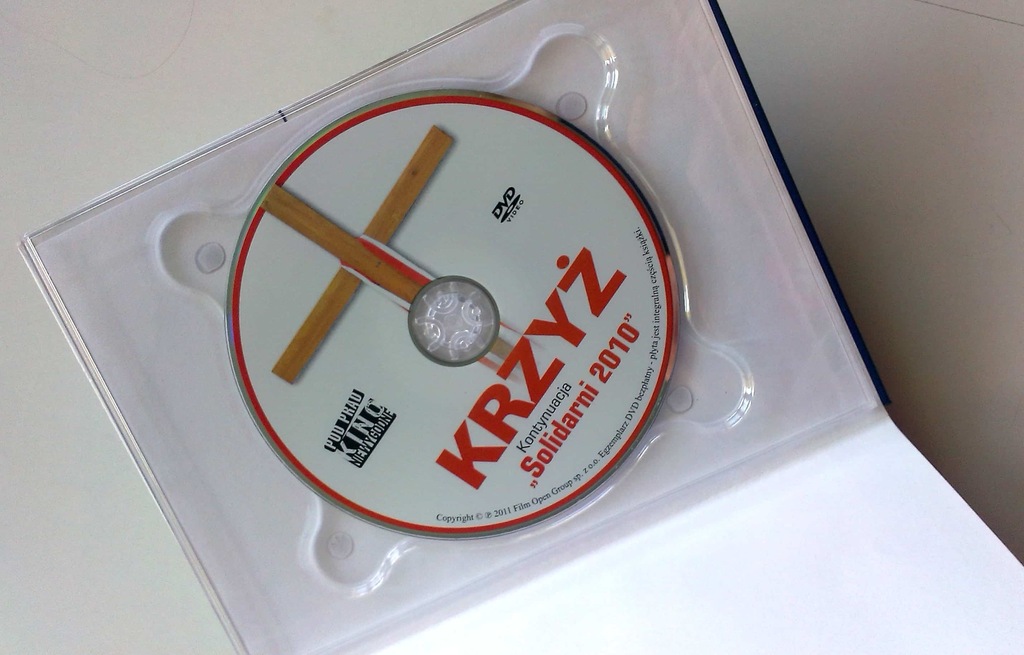 DVD
VIDEO
POD PRĄD
KINO
NIEWYGODNE
KRZYŻ
Kontynuacja
„Solidarni 2010”
Copyright © ℗ 2011 Film Open Group sp. z o.o. Egzemplarz DVD bezpłatny - płyta jest integralną częścią książki.